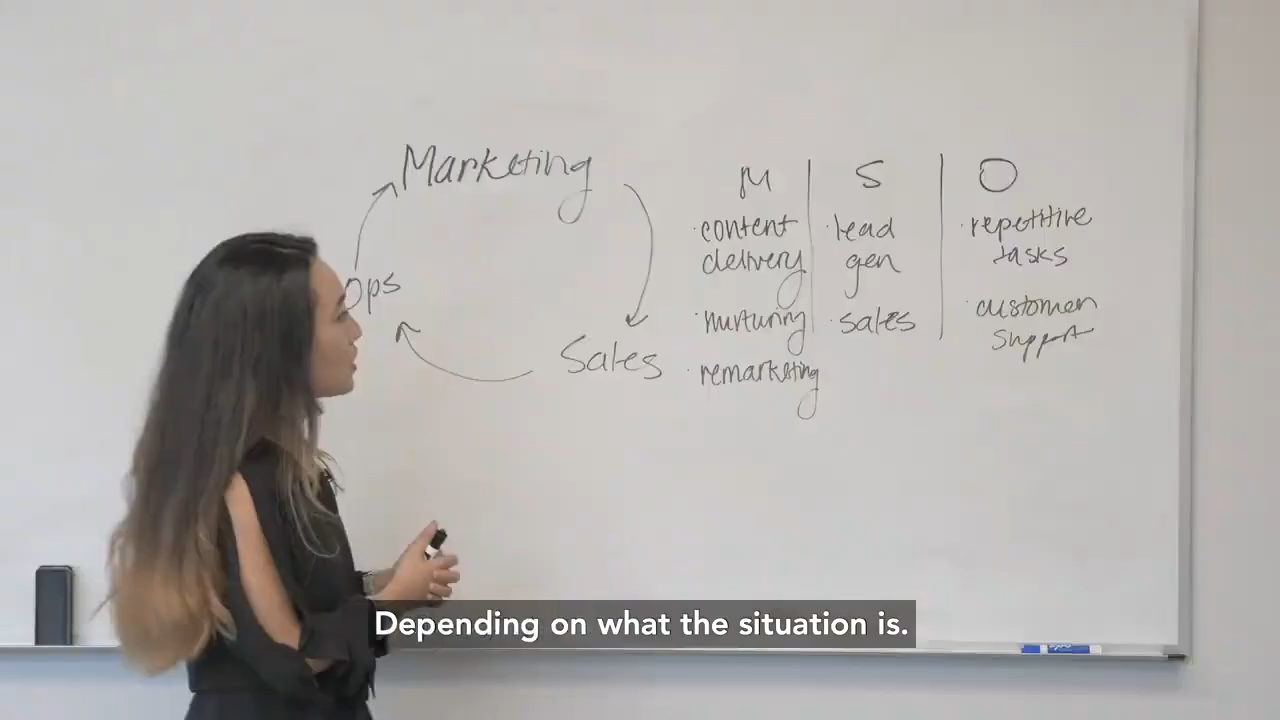 Marketing
Ops
Sales
M
· content
delivery
· nurturing
· remarketing
S
· lead
gen
· sales
O
· repetitive
tasks
· customer
support
Depending on what the situation is.